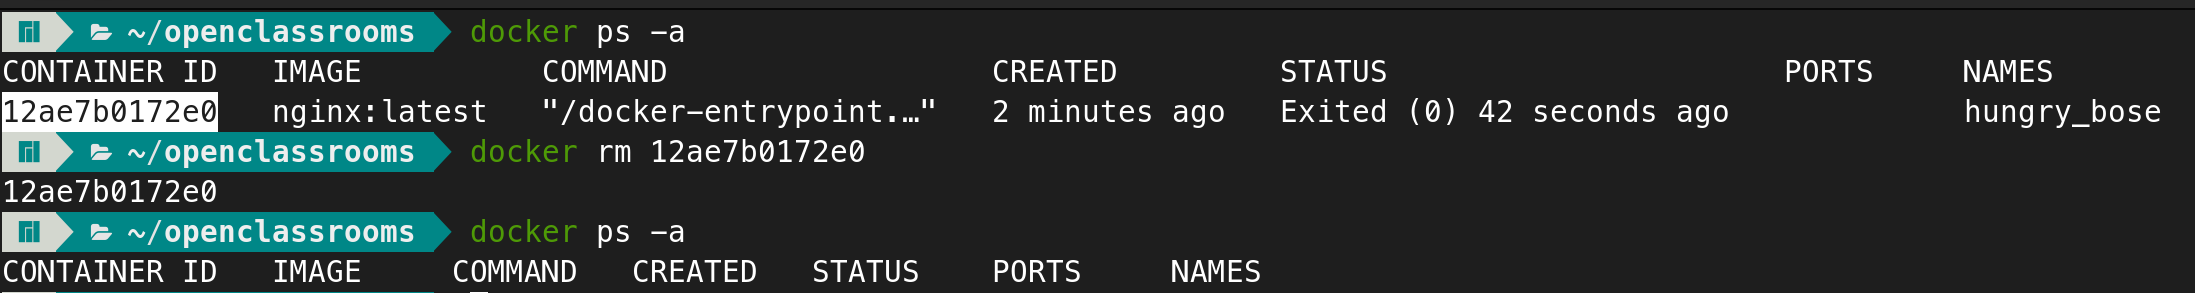 ~/openclassrooms docker ps -a
CONTAINER ID IMAGE COMMAND CREATED STATUS PORTS NAMES
12ae7b0172e0 nginx:latest "/docker-entrypoint.…" 2 minutes ago Exited (0) 42 seconds ago hungry_bose
~/openclassrooms docker rm 12ae7b0172e0
12ae7b0172e0
~/openclassrooms docker ps -a
CONTAINER ID IMAGE COMMAND CREATED STATUS PORTS NAMES